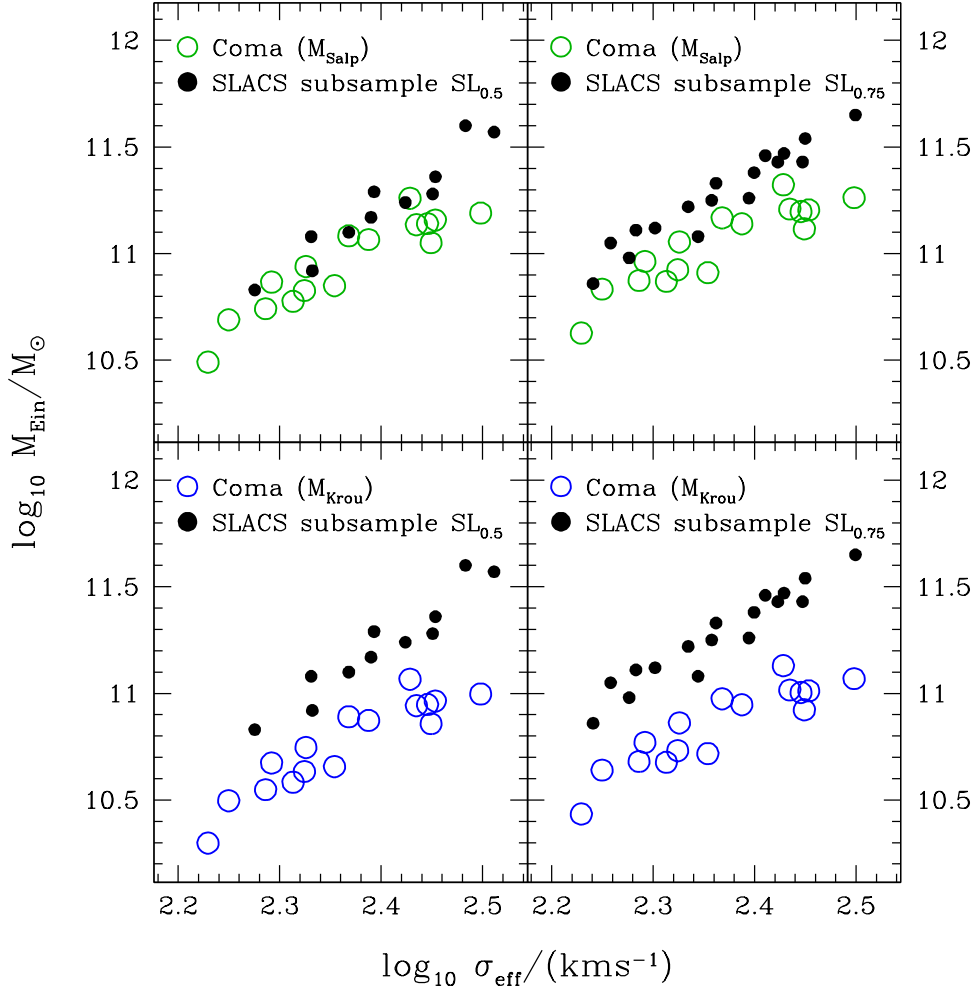 12
11.5
11
10.5
12
11.5
11
10.5
log₁₀ M_Ein/M_⊙
Coma (M_Salp)
SLACS subsample SL_0.5
Coma (M_Salp)
SLACS subsample SL_0.75
12
11.5
11
10.5
Coma (M_Krou)
SLACS subsample SL_0.5
Coma (M_Krou)
SLACS subsample SL_0.75
12
11.5
11
10.5
2.2 2.3 2.4 2.5 2.2 2.3 2.4 2.5
log₁₀ σ_eff/(kms⁻¹)